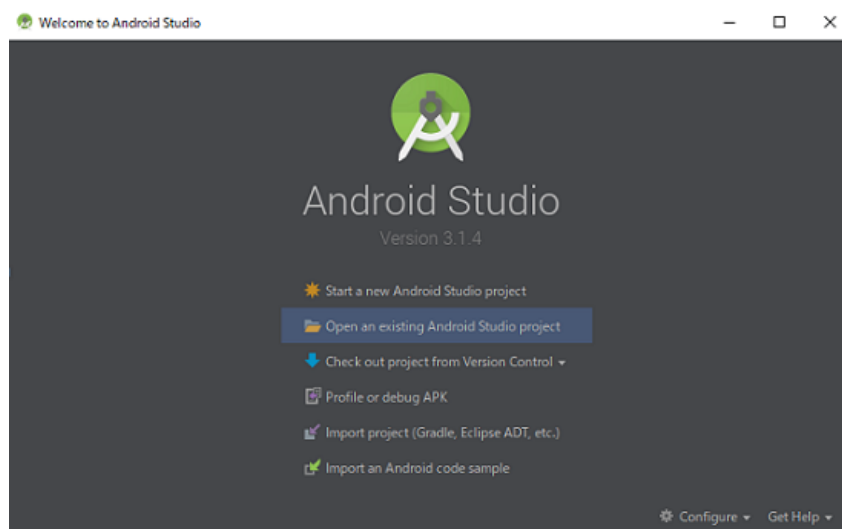 Welcome to Android Studio
Android Studio
Version 3.1.4
Start a new Android Studio project
Open an existing Android Studio project
Check out project from Version Control
Profile or debug APK
Import project (Gradle, Eclipse ADT, etc.)
Import an Android code sample
Configure Get Help